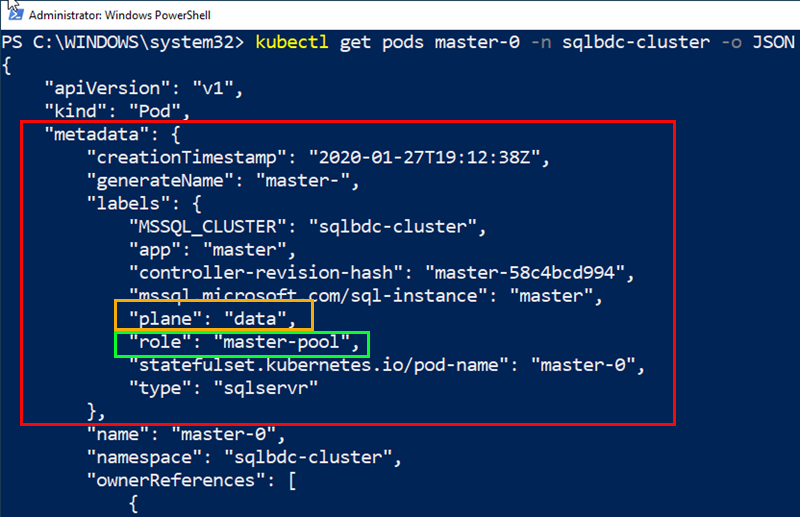 Administrator: Windows PowerShell
PS C:\WINDOWS\system32> kubectl get pods master-0 -n sqlbdc-cluster -o JSON
{
    "apiVersion": "v1",
    "kind": "Pod",
    "metadata": {
        "creationTimestamp": "2020-01-27T19:12:38Z",
        "generateName": "master-",
        "labels": {
            "MSSQL_CLUSTER": "sqlbdc-cluster",
            "app": "master",
            "controller-revision-hash": "master-58c4bcd994",
            "mssql.microsoft.com/sql-instance": "master",
            "plane": "data",
            "role": "master-pool",
            "statefulset.kubernetes.io/pod-name": "master-0",
            "type": "sqlservr"
        },
        "name": "master-0",
        "namespace": "sqlbdc-cluster",
        "ownerReferences": [
            {